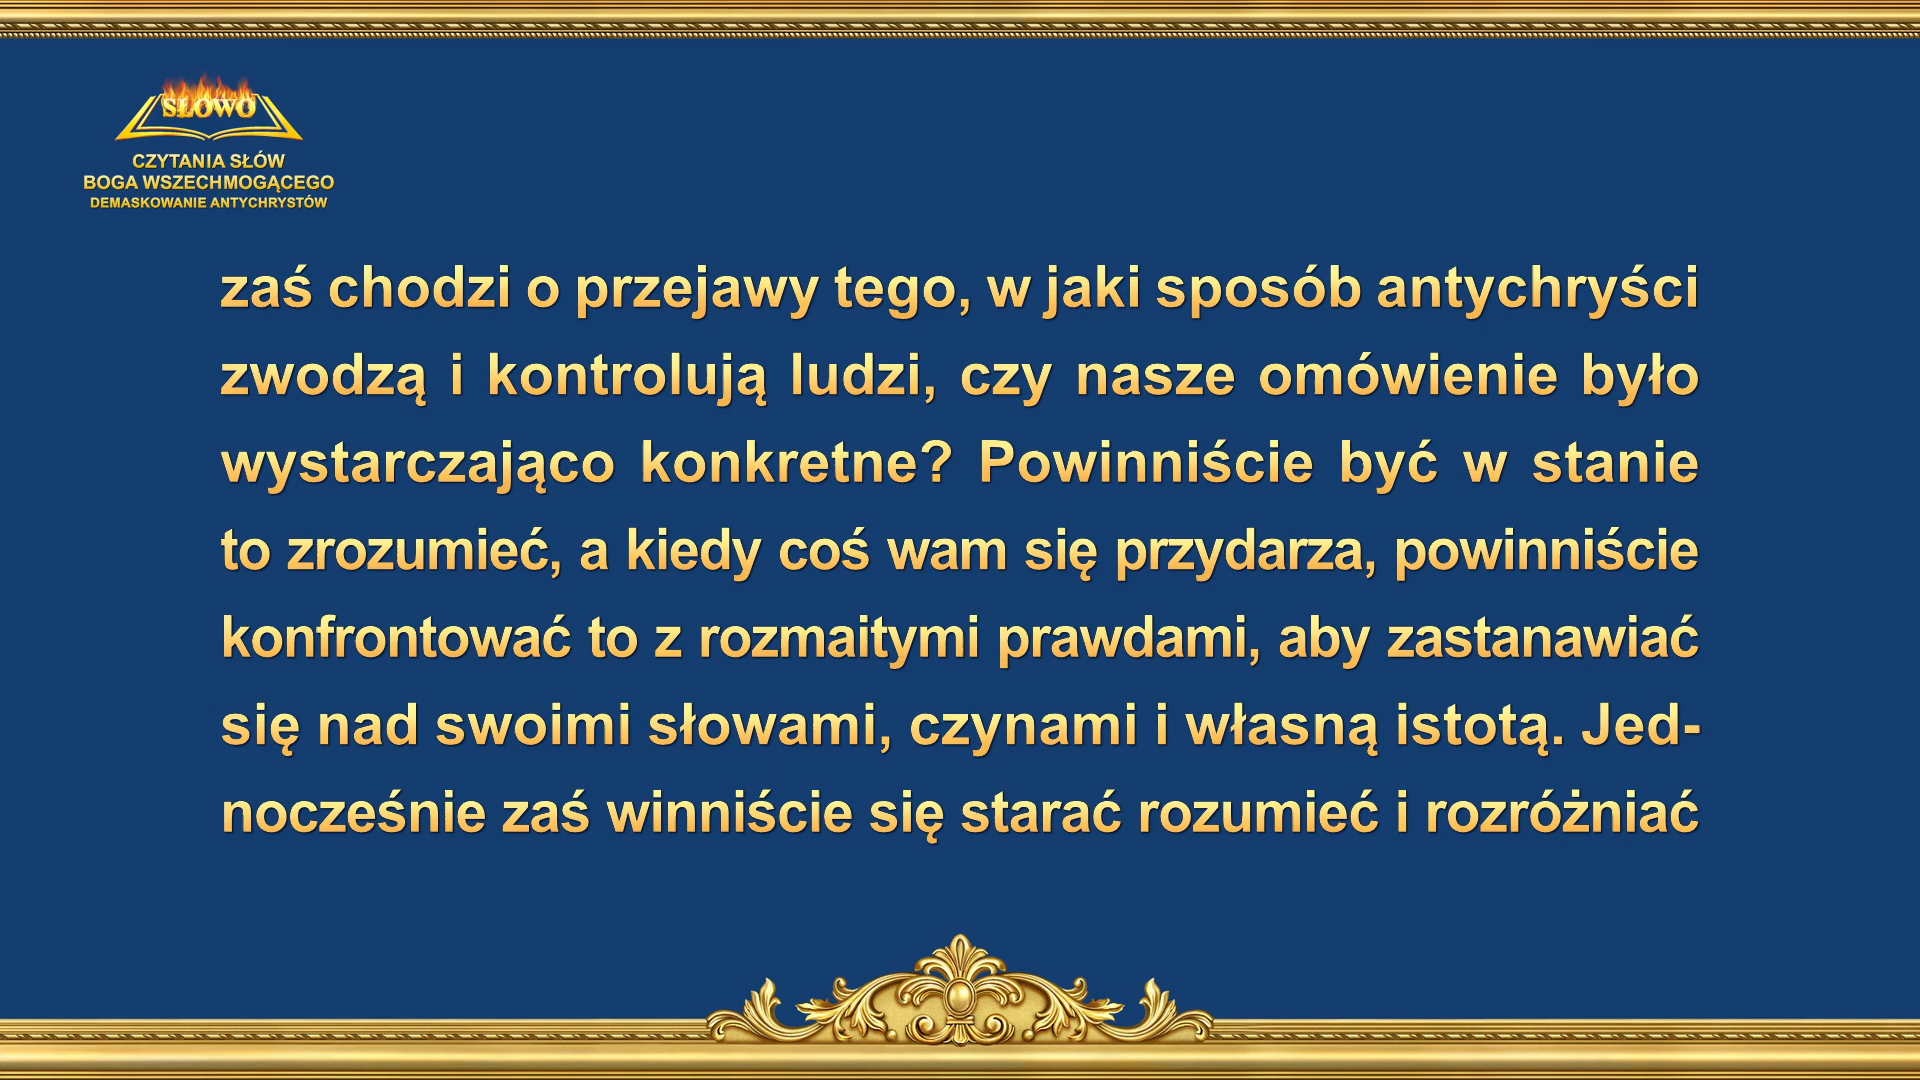 SŁOWO
CZYTANIA SŁÓW
BOGA WSZECHMOGĄCEGO
DEMASKOWANIE ANTYCHRYSTÓW
zaś chodzi o przejawy tego, w jaki sposób antychryści
zwodzą i kontrolują ludzi, czy nasze omówienie było
wystarczająco konkretne? Powinniście być w stanie
to zrozumieć, a kiedy coś wam się przydarza, powinniście
konfrontować to z rozmaitymi prawdami, aby zastanawiać
się nad swoimi słowami, czynami i własną istotą. Jed-
nocześnie zaś winniście się starać rozumieć i rozróżniać